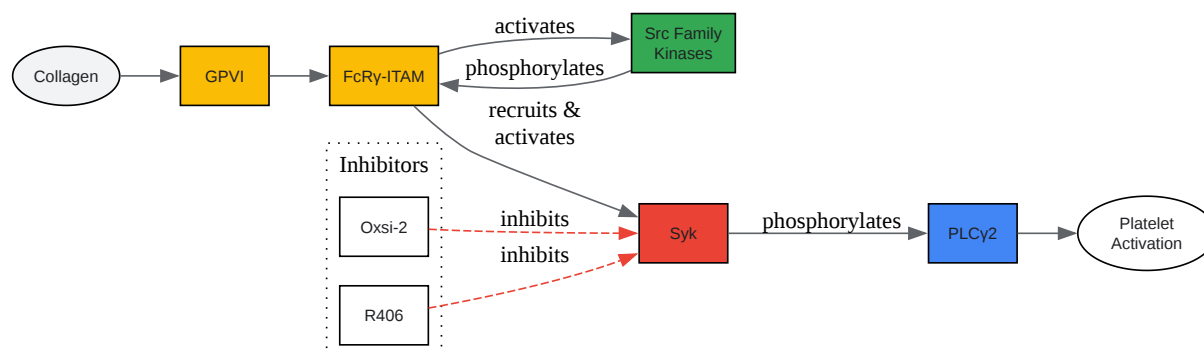 activates
Src Family
Kinases
Collagen
GPVI
FcRγ-ITAM
phosphorylates
recruits &
activates
Inhibitors
Oxsi-2
inhibits
Syk
phosphorylates
PLCγ2
Platelet
Activation
inhibits
R406